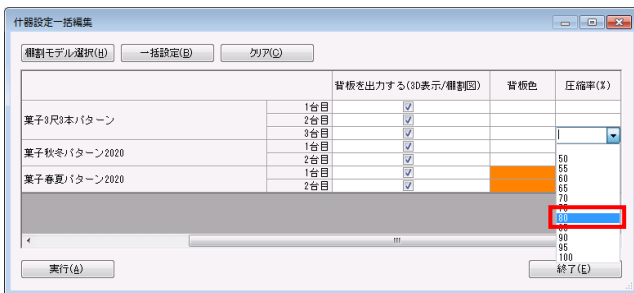 什器設定一括編集
棚割モデル選択(H) 一括設定(B) クリア(C)
背板を出力する(3D表示/棚割図) 背板色 圧縮率(%)
菓子3尺3本パターン
1台目
2台目
3台目
菓子秋冬パターン2020
1台目
2台目
菓子春夏パターン2020
1台目
2台目
50
55
60
65
70
80
90
95
100
実行(A) 終了(E)